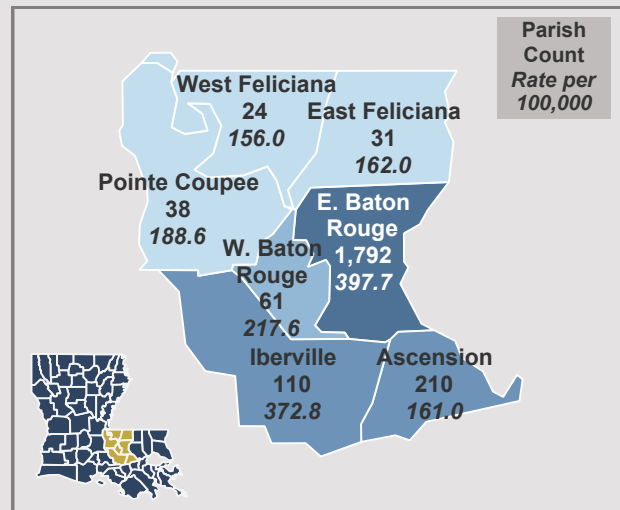 Parish
Count
Rate per
100,000
West Feliciana
24
156.0
East Feliciana
31
162.0
Pointe Coupee
38
188.6
E. Baton
Rouge
1,792
397.7
W. Baton
Rouge
61
217.6
Iberville
110
372.8
Ascension
210
161.0